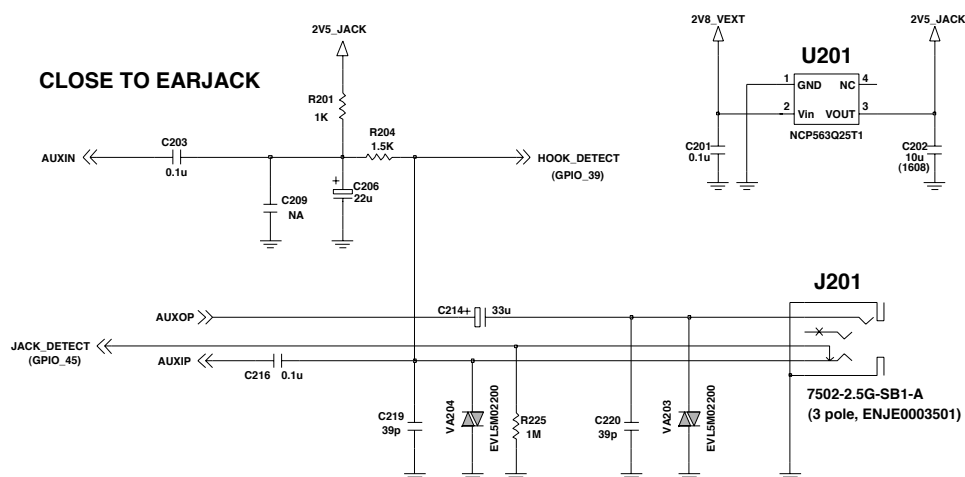 2V5_JACK
2V8_VEXT
2V5_JACK
CLOSE TO EARJACK
U201
1 GND NC 4
2 Vin VOUT 3
NCP563Q25T1
R201
1K
R204
1.5K
C203
0.1u
AUXIN
HOOK_DETECT
(GPIO_39)
C201
0.1u
C202
10u
(1608)
C209
NA
+
C206
22u
J201
AUXOP
C214+ 33u
JACK_DETECT
(GPIO_45)
AUXIP
C216 0.1u
C219
39p
VA204
EVL5M02200
R225
1M
C220
39p
VA203
EVL5M02200
7502-2.5G-SB1-A
(3 pole, ENJE0003501)